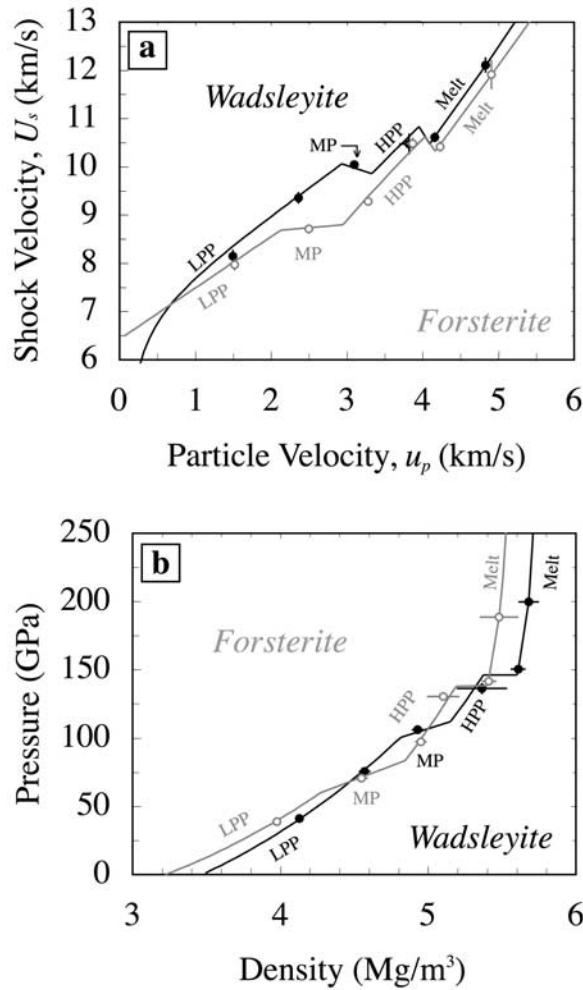 a
Wadsleyite
MP
HPP
Melt
Melt
LPP
HPP
LPP
MP
Forsterite
13
12
11
10
9
8
7
6
Shock Velocity, Us (km/s)
0 1 2 3 4 5 6
Particle Velocity, up (km/s)
b
Forsterite
Melt
Melt
HPP
HPP
MP
MP
LPP
LPP
Wadsleyite
250
200
150
100
50
0
Pressure (GPa)
3 4 5 6
Density (Mg/m³)